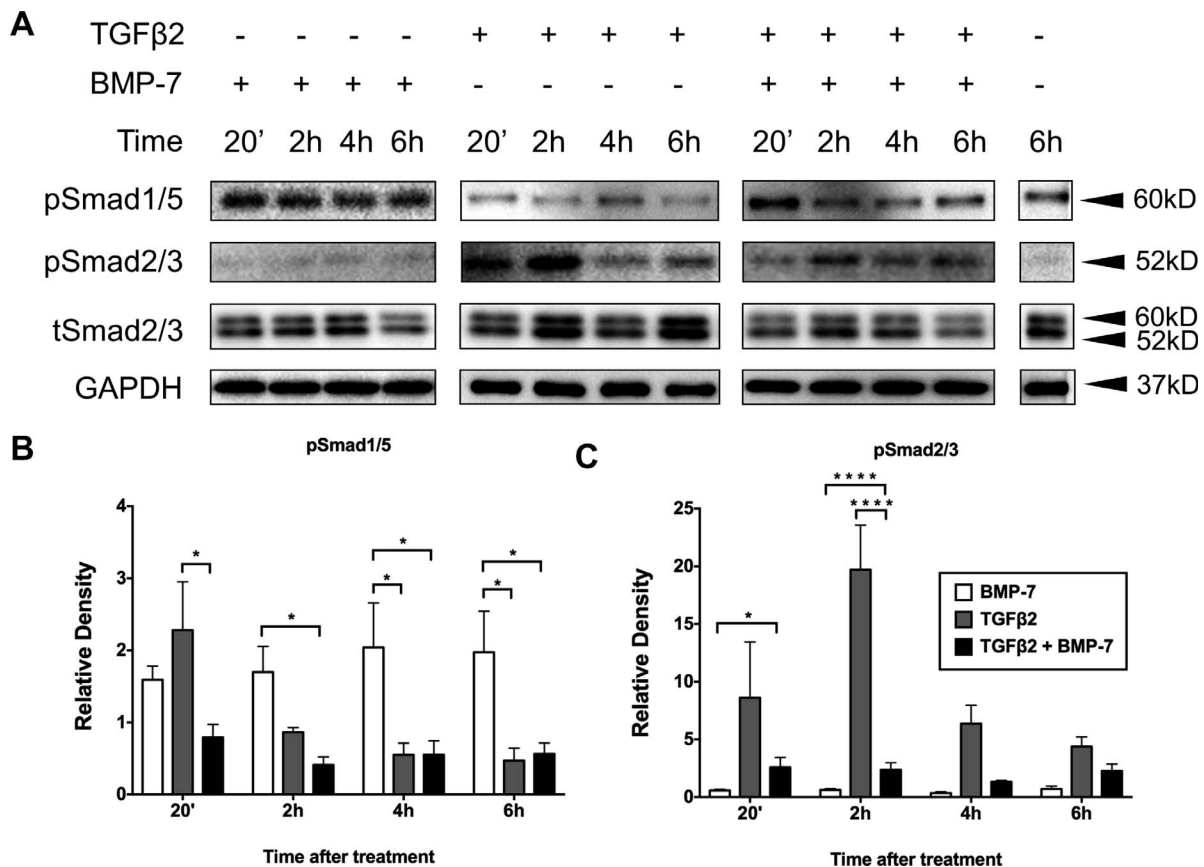 A
TGFβ2 - - - - + + + + + + + + -
BMP-7 + + + + - - - - + + + + -
Time 20' 2h 4h 6h 20' 2h 4h 6h 20' 2h 4h 6h 6h
pSmad1/5 60kD
pSmad2/3 52kD
tSmad2/3 60kD
52kD
GAPDH 37kD
B
pSmad1/5
Relative Density
4
3
2
1
0
* * * * * *
20' 2h 4h 6h
Time after treatment
C
pSmad2/3
Relative Density
25
20
15
10
5
0
* **** ****
BMP-7
TGFβ2
TGFβ2 + BMP-7
20' 2h 4h 6h
Time after treatment